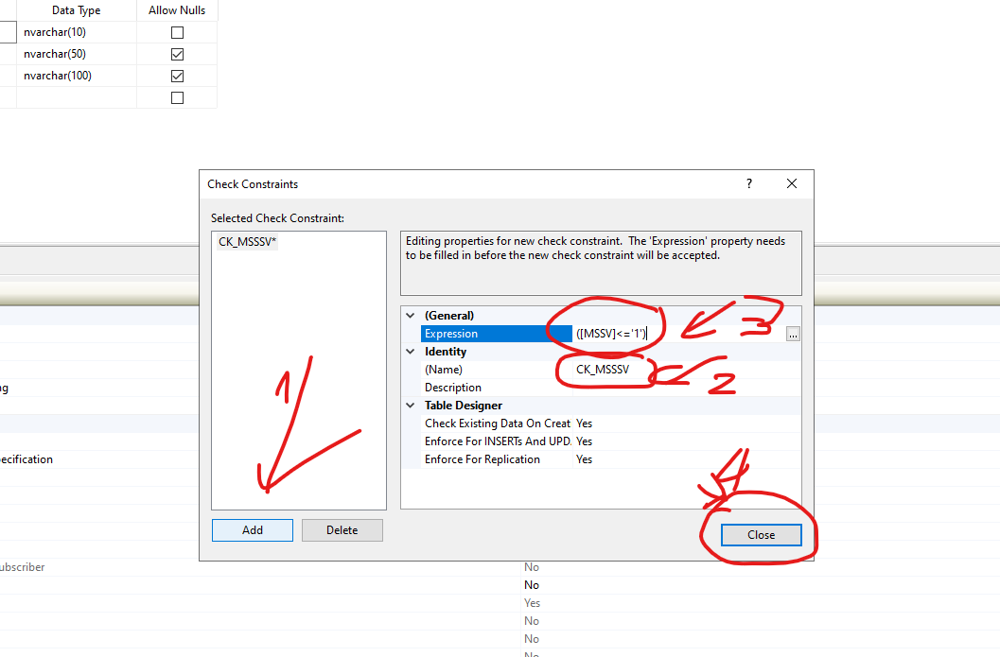 Data Type Allow Nulls
nvarchar(10)
nvarchar(50)
nvarchar(100)
Check Constraints ?
Selected Check Constraint:
CK_MSSSV*
Editing properties for new check constraint. The 'Expression' property needs
to be filled in before the new check constraint will be accepted.
(General)
Expression ([MSSV]<='1') ... 3
Identity
(Name) CK_MSSSV 2
Description
Table Designer
Check Existing Data On Creat Yes
Enforce For INSERTs And UPD. Yes
Enforce For Replication Yes
1
4
Add Delete Close
ng
ecification
ubscriber No
No
Yes
No
No
No